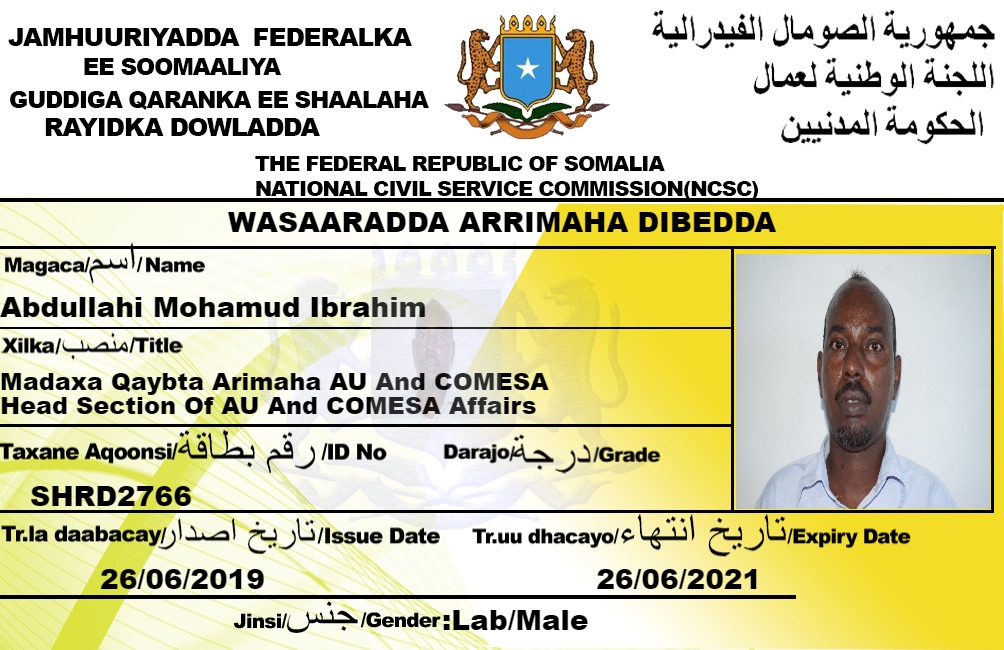 JAMHUURIYADDA FEDERALKA
EE SOOMAALIYA
GUDDIGA QARANKA EE SHAALAHA
RAYIDKA DOWLADDA
جمهورية الصومال الفيدرالية
اللجنة الوطنية لعمال
الحكومة المدنيين
THE FEDERAL REPUBLIC OF SOMALIA
NATIONAL CIVIL SERVICE COMMISSION(NCSC)
WASAARADDA ARRIMAHA DIBEDDA
Magaca/اسم/Name
Abdullahi Mohamud Ibrahim
Xilka/منصب/Title
Madaxa Qaybta Arimaha AU And COMESA
Head Section Of AU And COMESA Affairs
Taxane Aqoonsi/رقم بطاقة/ID No
Darajo/درجة/Grade
SHRD2766
Tr.la daabacay/تاريخ اصدار/Issue Date
Tr.uu dhacayo/تاريخ انتهاء/Expiry Date
26/06/2019
26/06/2021
Jinsi/جنس/Gender:Lab/Male